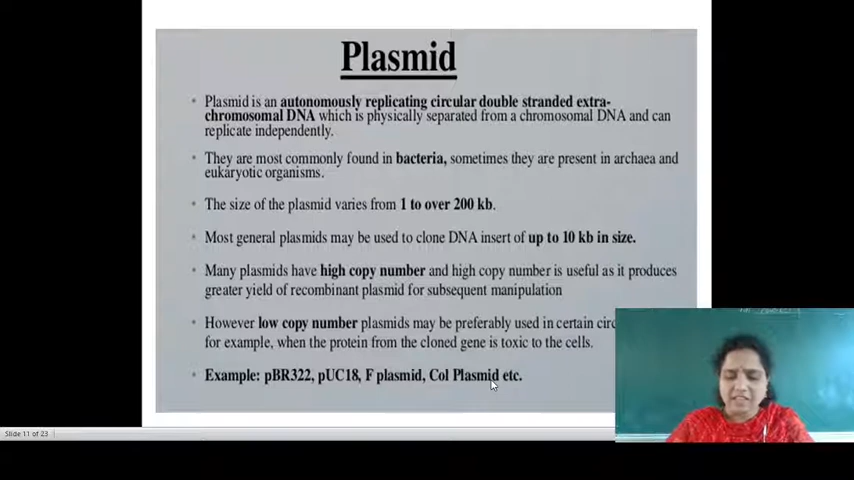 Plasmid
• Plasmid is an autonomously replicating circular double stranded extra-
chromosomal DNA which is physically separated from a chromosomal DNA and can
replicate independently.
• They are most commonly found in bacteria, sometimes they are present in archaea and
eukaryotic organisms.
• The size of the plasmid varies from 1 to over 200 kb.
• Most general plasmids may be used to clone DNA insert of up to 10 kb in size.
• Many plasmids have high copy number and high copy number is useful as it produces
greater yield of recombinant plasmid for subsequent manipulation
• However low copy number plasmids may be preferably used in certain circ
for example, when the protein from the cloned gene is toxic to the cells.
• Example: pBR322, pUC18, F plasmid, Col Plasmid etc.
Slide 11 of 23